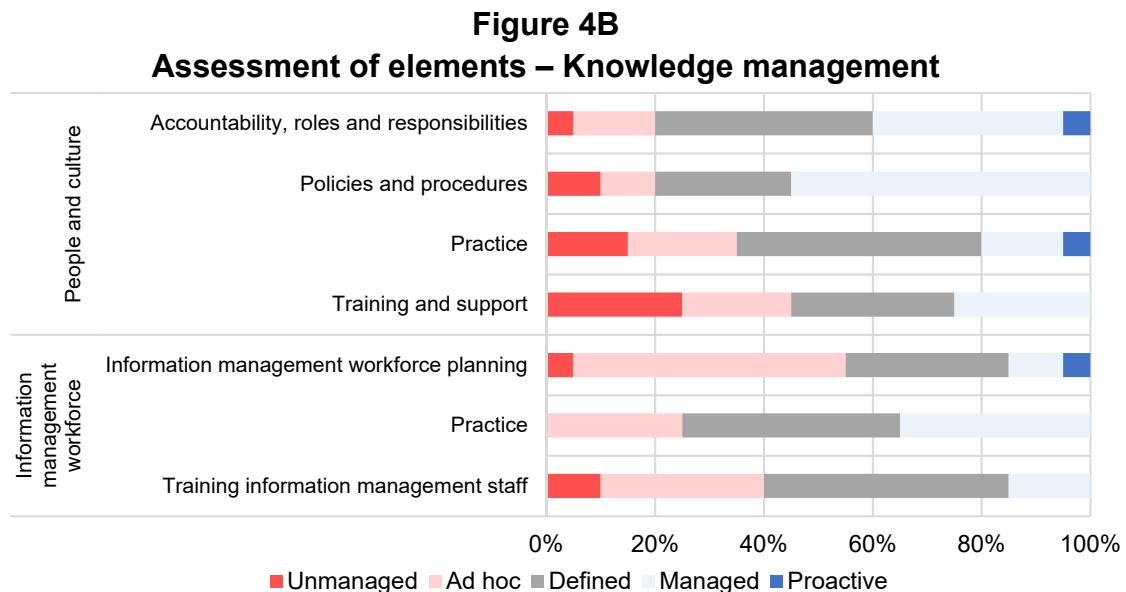 Figure 4B
Assessment of elements – Knowledge management
People and culture
Accountability, roles and responsibilities
Policies and procedures
Practice
Training and support
Information
management
workforce
Information management workforce planning
Practice
Training information management staff
0% 20% 40% 60% 80% 100%
Unmanaged Ad hoc Defined Managed Proactive